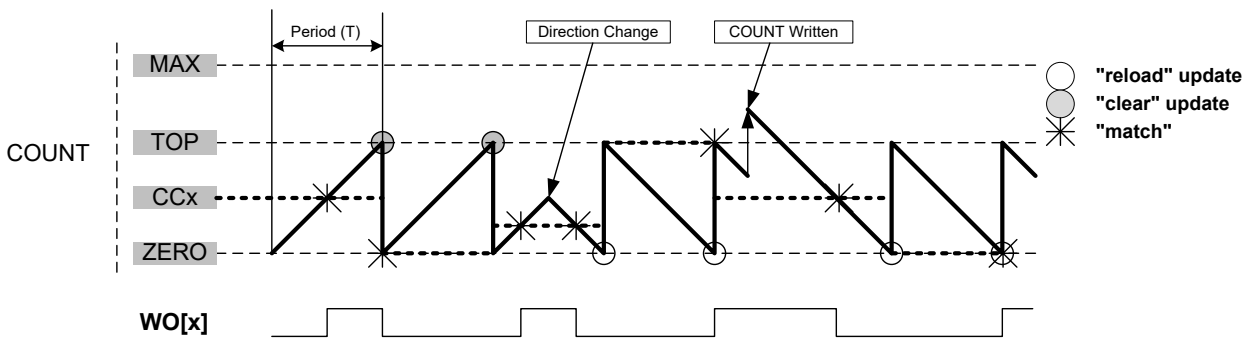 Period (T)
Direction Change
COUNT Written
MAX
"reload" update
"clear" update
"match"
TOP
COUNT
CCx
ZERO
WO[x]